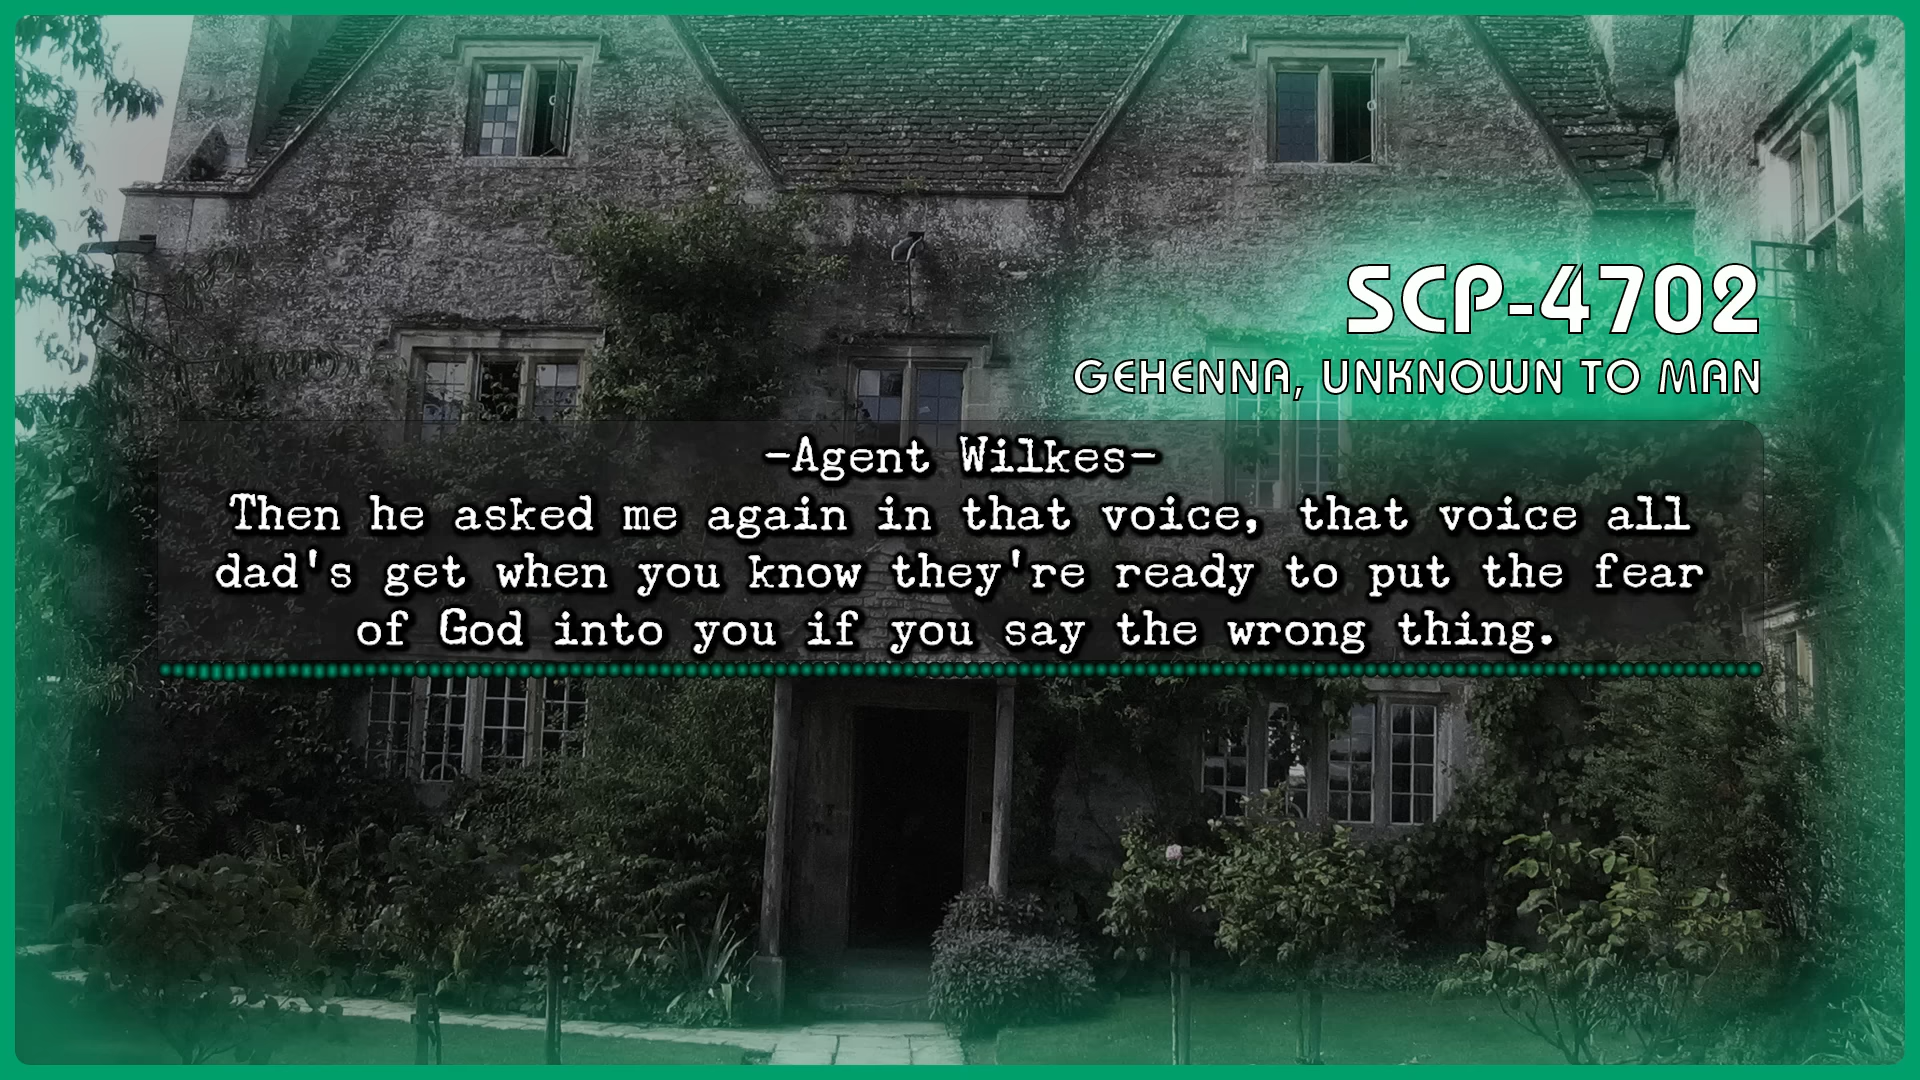 SCP-4702
GEHENNA, UNKNOWN TO MAN
-Agent Wilkes-
Then he asked me again in that voice, that voice all
dad's get when you know they're ready to put the fear
of God into you if you say the wrong thing.